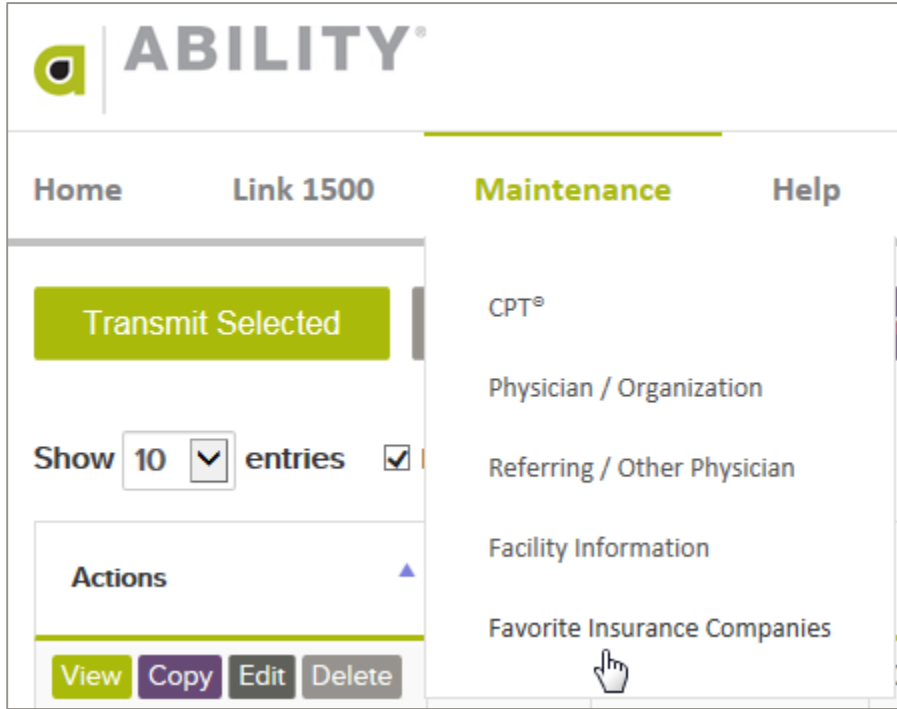 ABILITY®
Home Link 1500 Maintenance Help
CPT®
Transmit Selected
Physician / Organization
Show 10 entries
Referring / Other Physician
Facility Information
Actions
Favorite Insurance Companies
View Copy Edit Delete